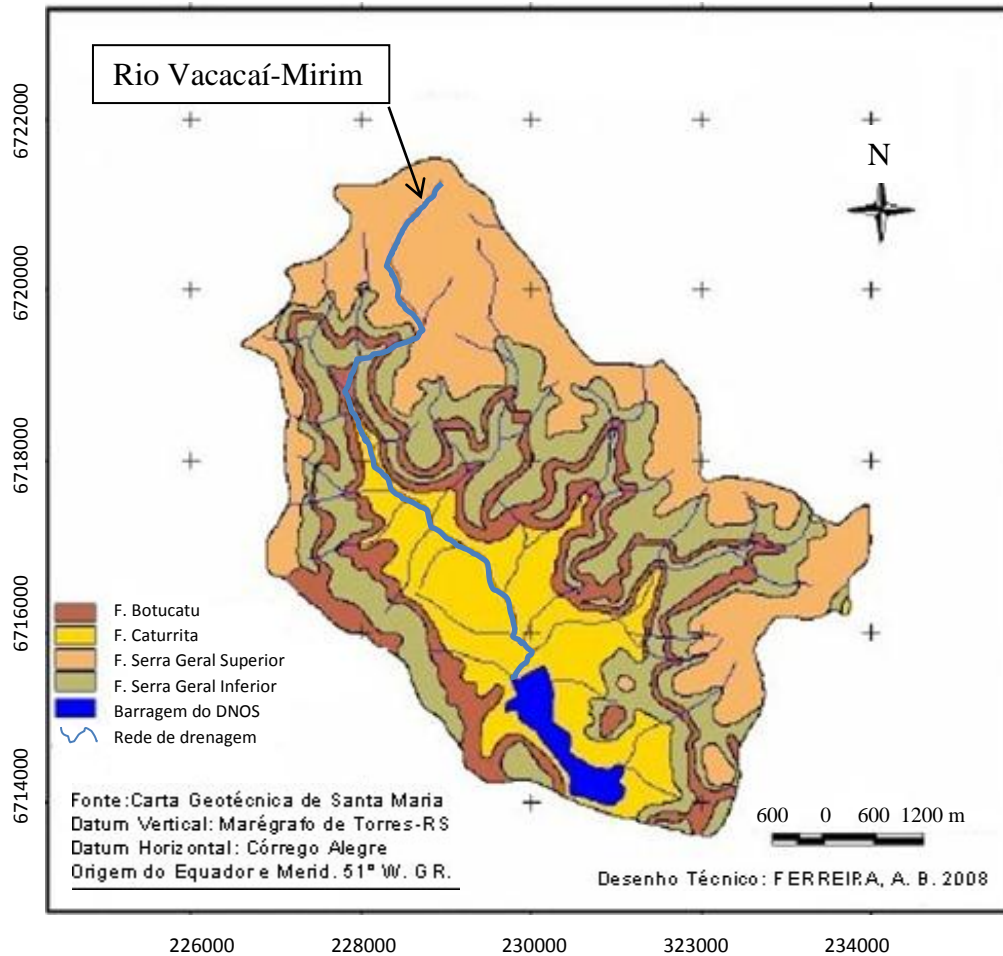 Rio Vacacaí-Mirim
N
6722000
6720000
6718000
6716000
6714000
F. Botucatu
F. Caturrita
F. Serra Geral Superior
F. Serra Geral Inferior
Barragem do DNOS
Rede de drenagem
Fonte:Carta Geotécnica de Santa Maria
Datum Vertical: Marégrafo de Torres-RS
Datum Horizontal: Córrego Alegre
Origem do Equador e Merid. 51º W. GR.
600 0 600 1200 m
Desenho Técnico: FERREIRA, A. B. 2008
226000 228000 230000 323000 234000